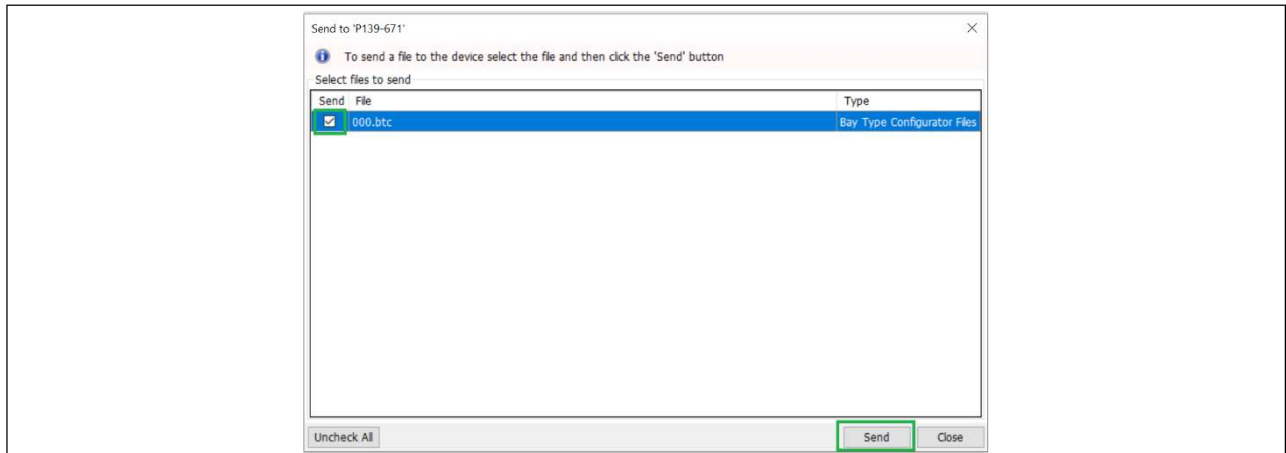 Send to 'P139-671'
To send a file to the device select the file and then click the 'Send' button
Select files to send
Send File Type
000.btc Bay Type Configurator Files
Uncheck All Send Close